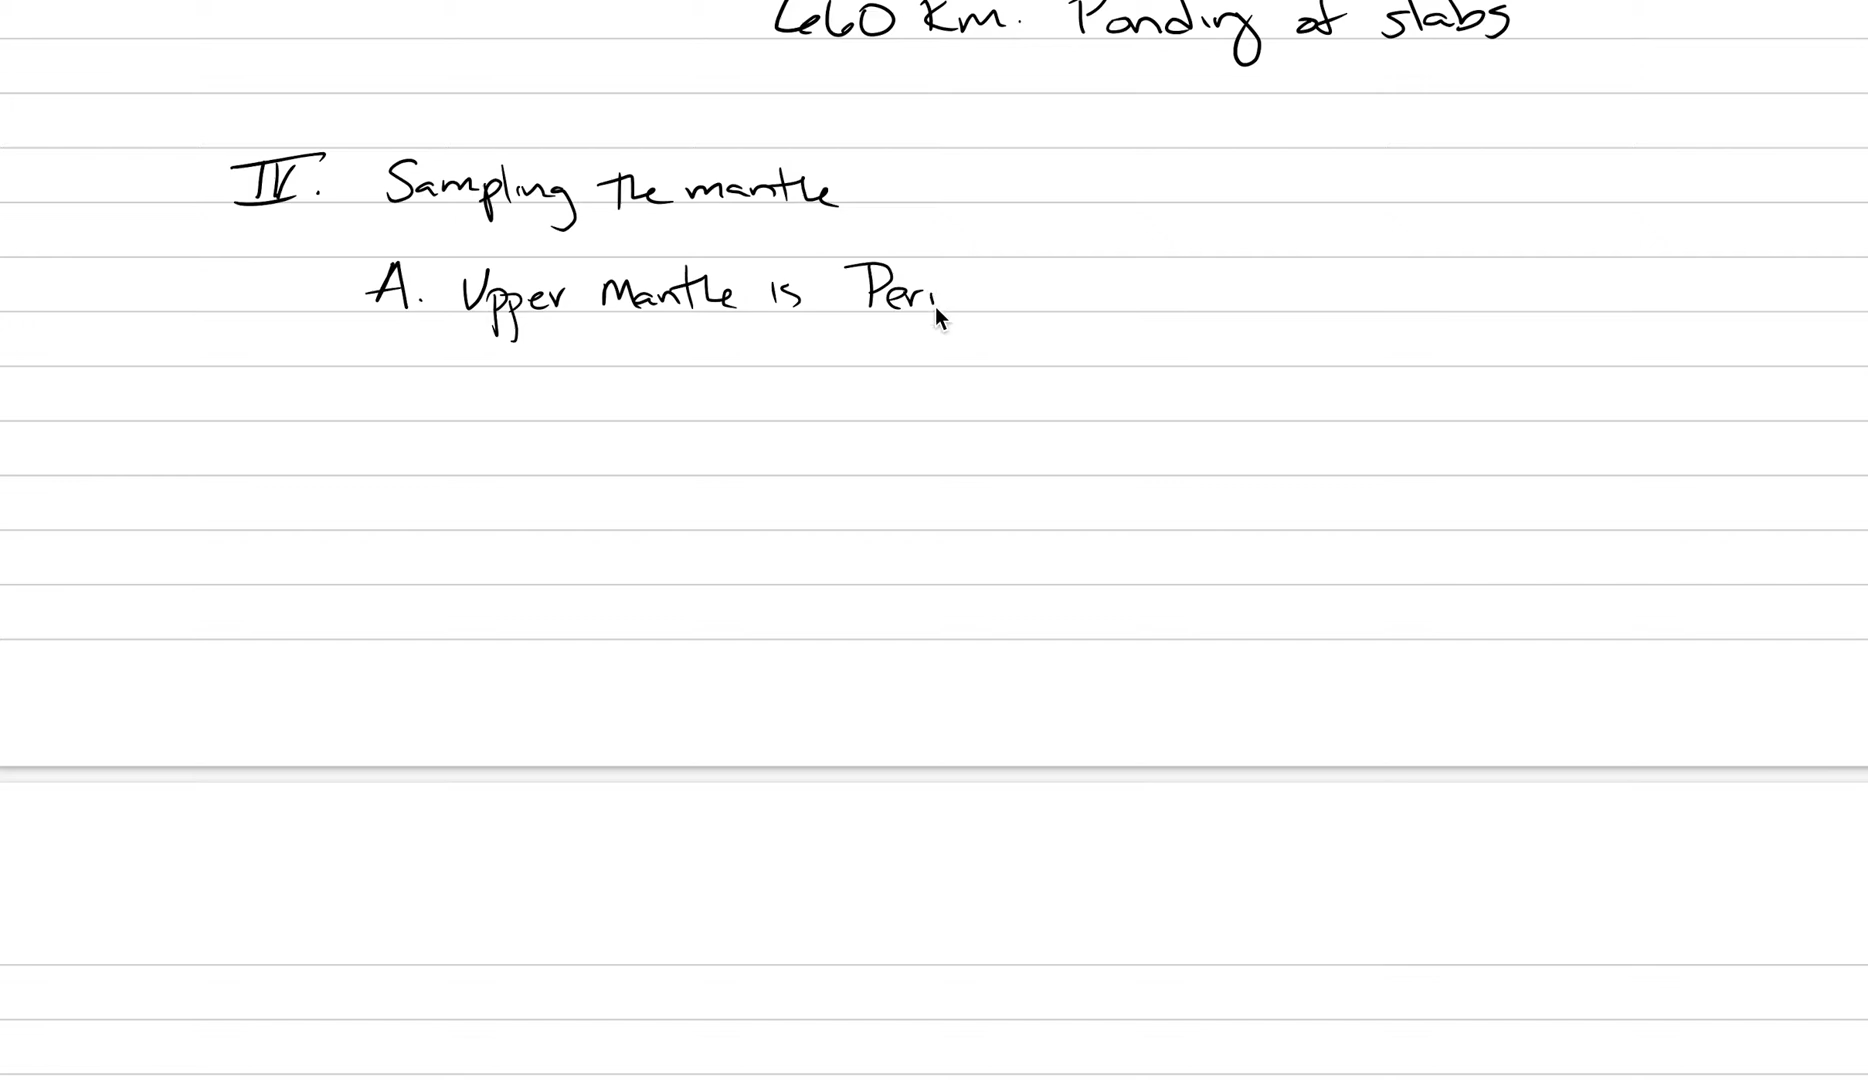 660 km. Ponding of slabs
IV. Sampling the mantle
A. Upper Mantle is Peri